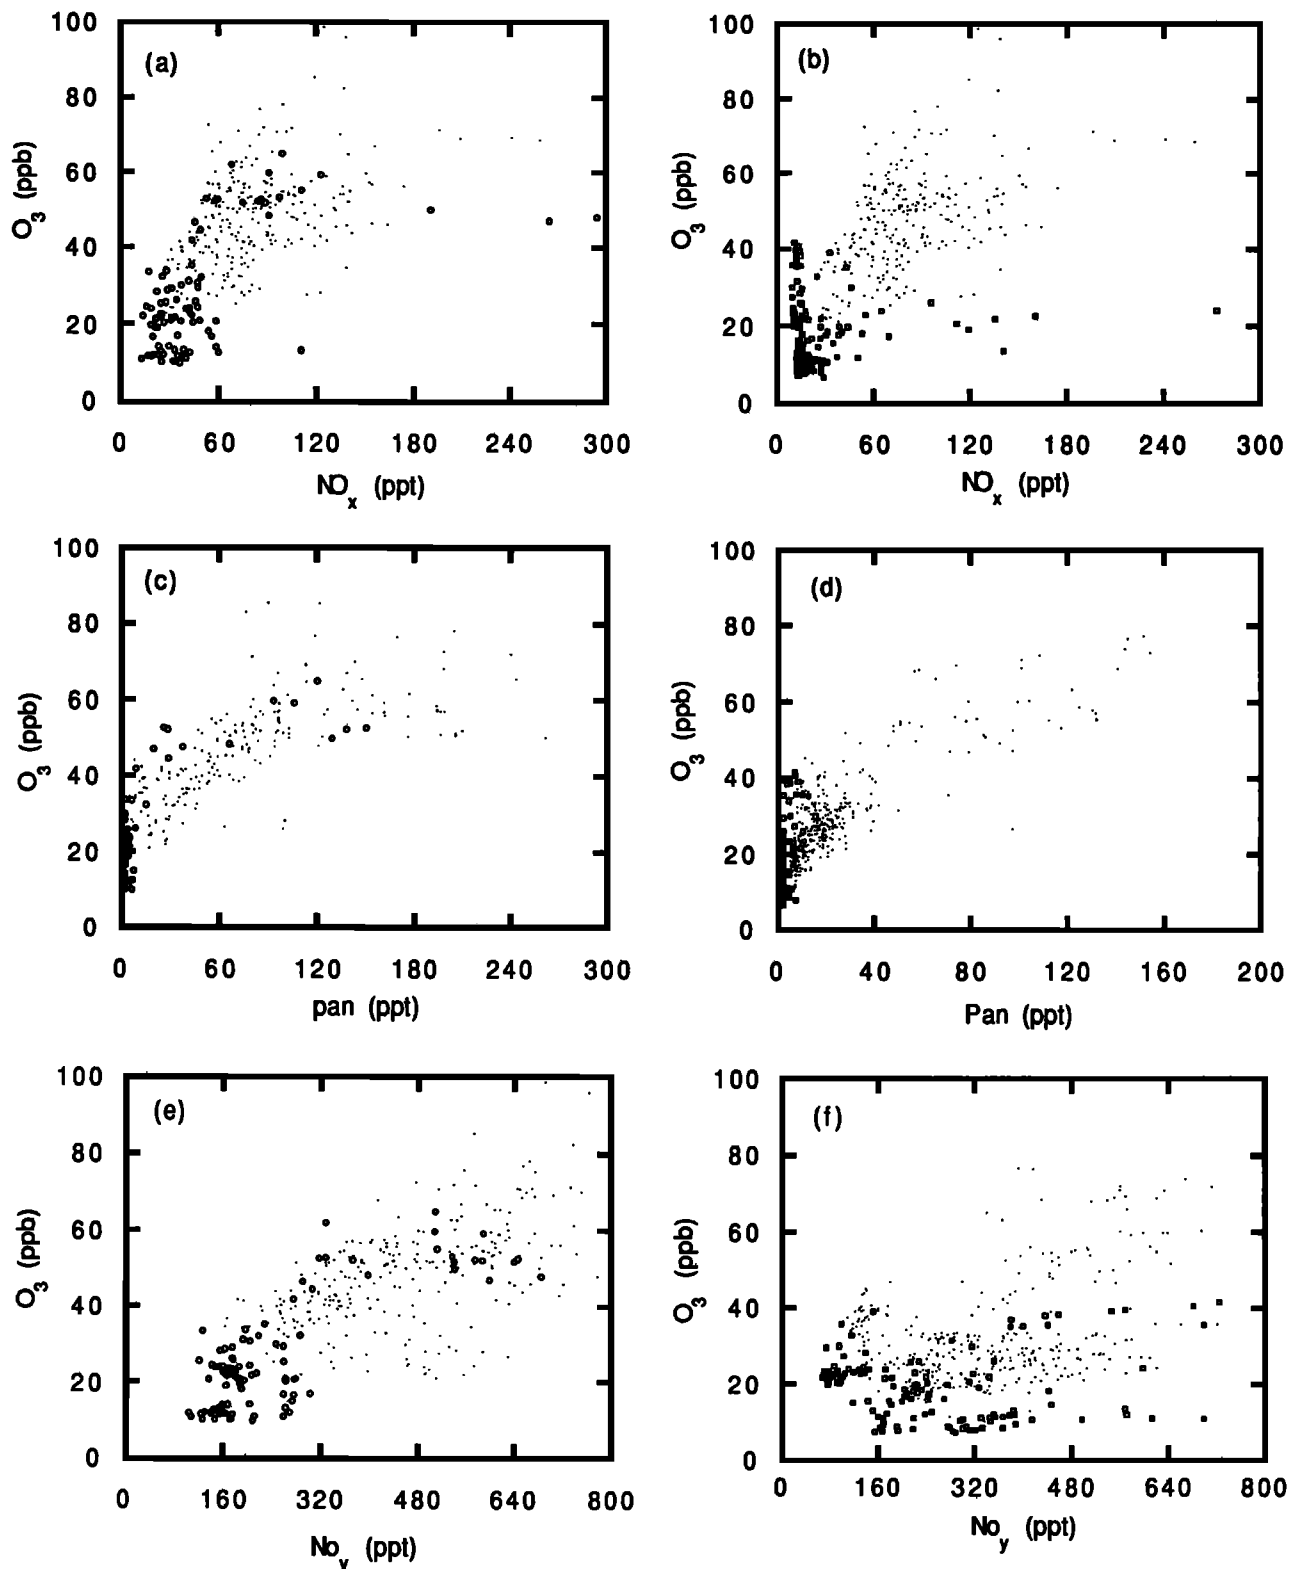 (a)
100
80
60
40
20
0
O3 (ppb)
0 60 120 180 240 300
NOx (ppt)
(b)
100
80
60
40
20
0
O3 (ppb)
0 60 120 180 240 300
NOx (ppt)
(c)
100
80
60
40
20
0
O3 (ppb)
0 60 120 180 240 300
pan (ppt)
(d)
100
80
60
40
20
0
O3 (ppb)
0 40 80 120 160 200
Pan (ppt)
(e)
100
80
60
40
20
0
O3 (ppb)
0 160 320 480 640 800
Noy (ppt)
(f)
100
80
60
40
20
0
O3 (ppb)
0 160 320 480 640 800
Noy (ppt)